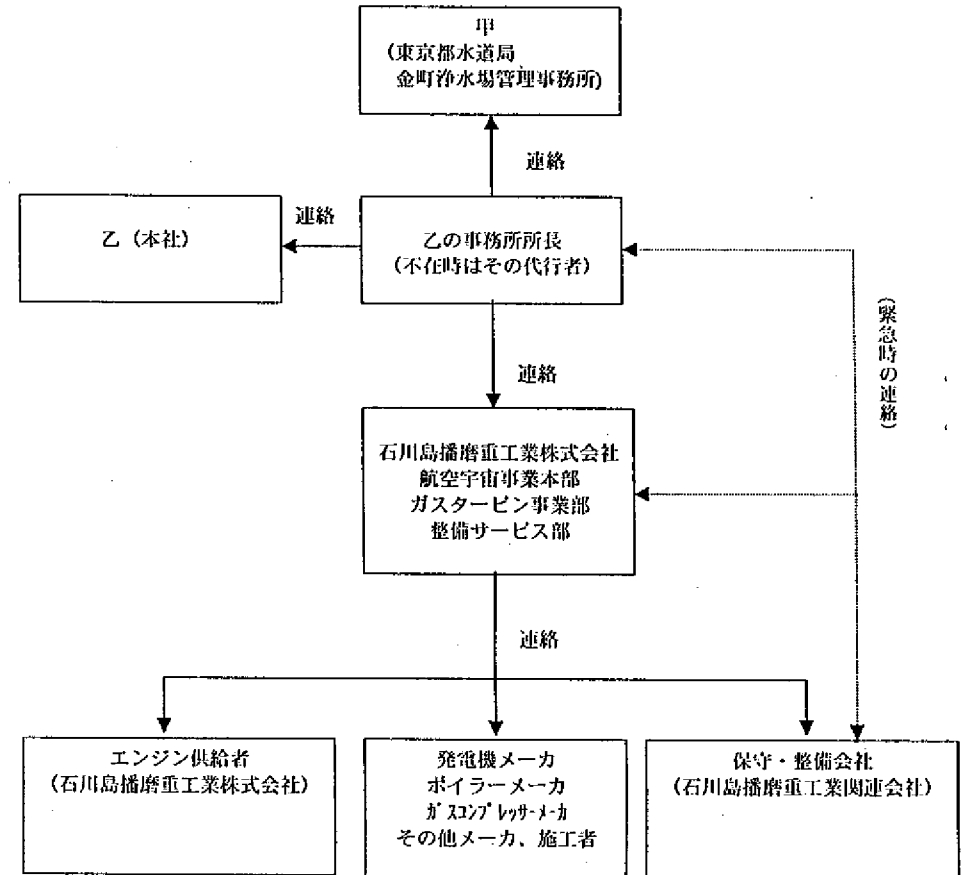 甲
(東京都水道局
金町浄水場管理事務所)
連絡
乙（本社）
連絡
乙の事務所所長
(不在時はその代行者)
(緊急時の連絡)
連絡
石川島播磨重工業株式会社
航空宇宙事業本部
ガスタービン事業部
整備サービス部
連絡
エンジン供給者
(石川島播磨重工業株式会社)
発電機メーカ
ボイラーメーカ
ｶﾞｽｺﾝﾌﾟﾚｯｻｰﾒｰｶ
その他メーカ、施工者
保守・整備会社
(石川島播磨重工業関連会社)